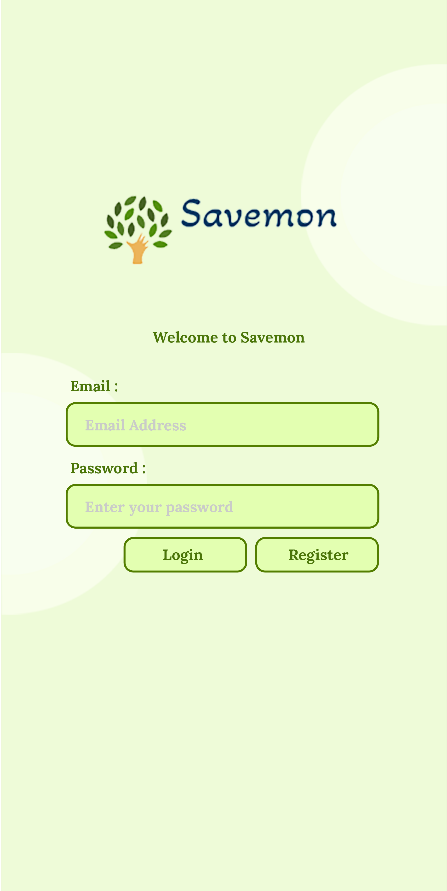 Savemon
Welcome to Savemon
Email :
Email Address
Password :
Enter your password
Login Register